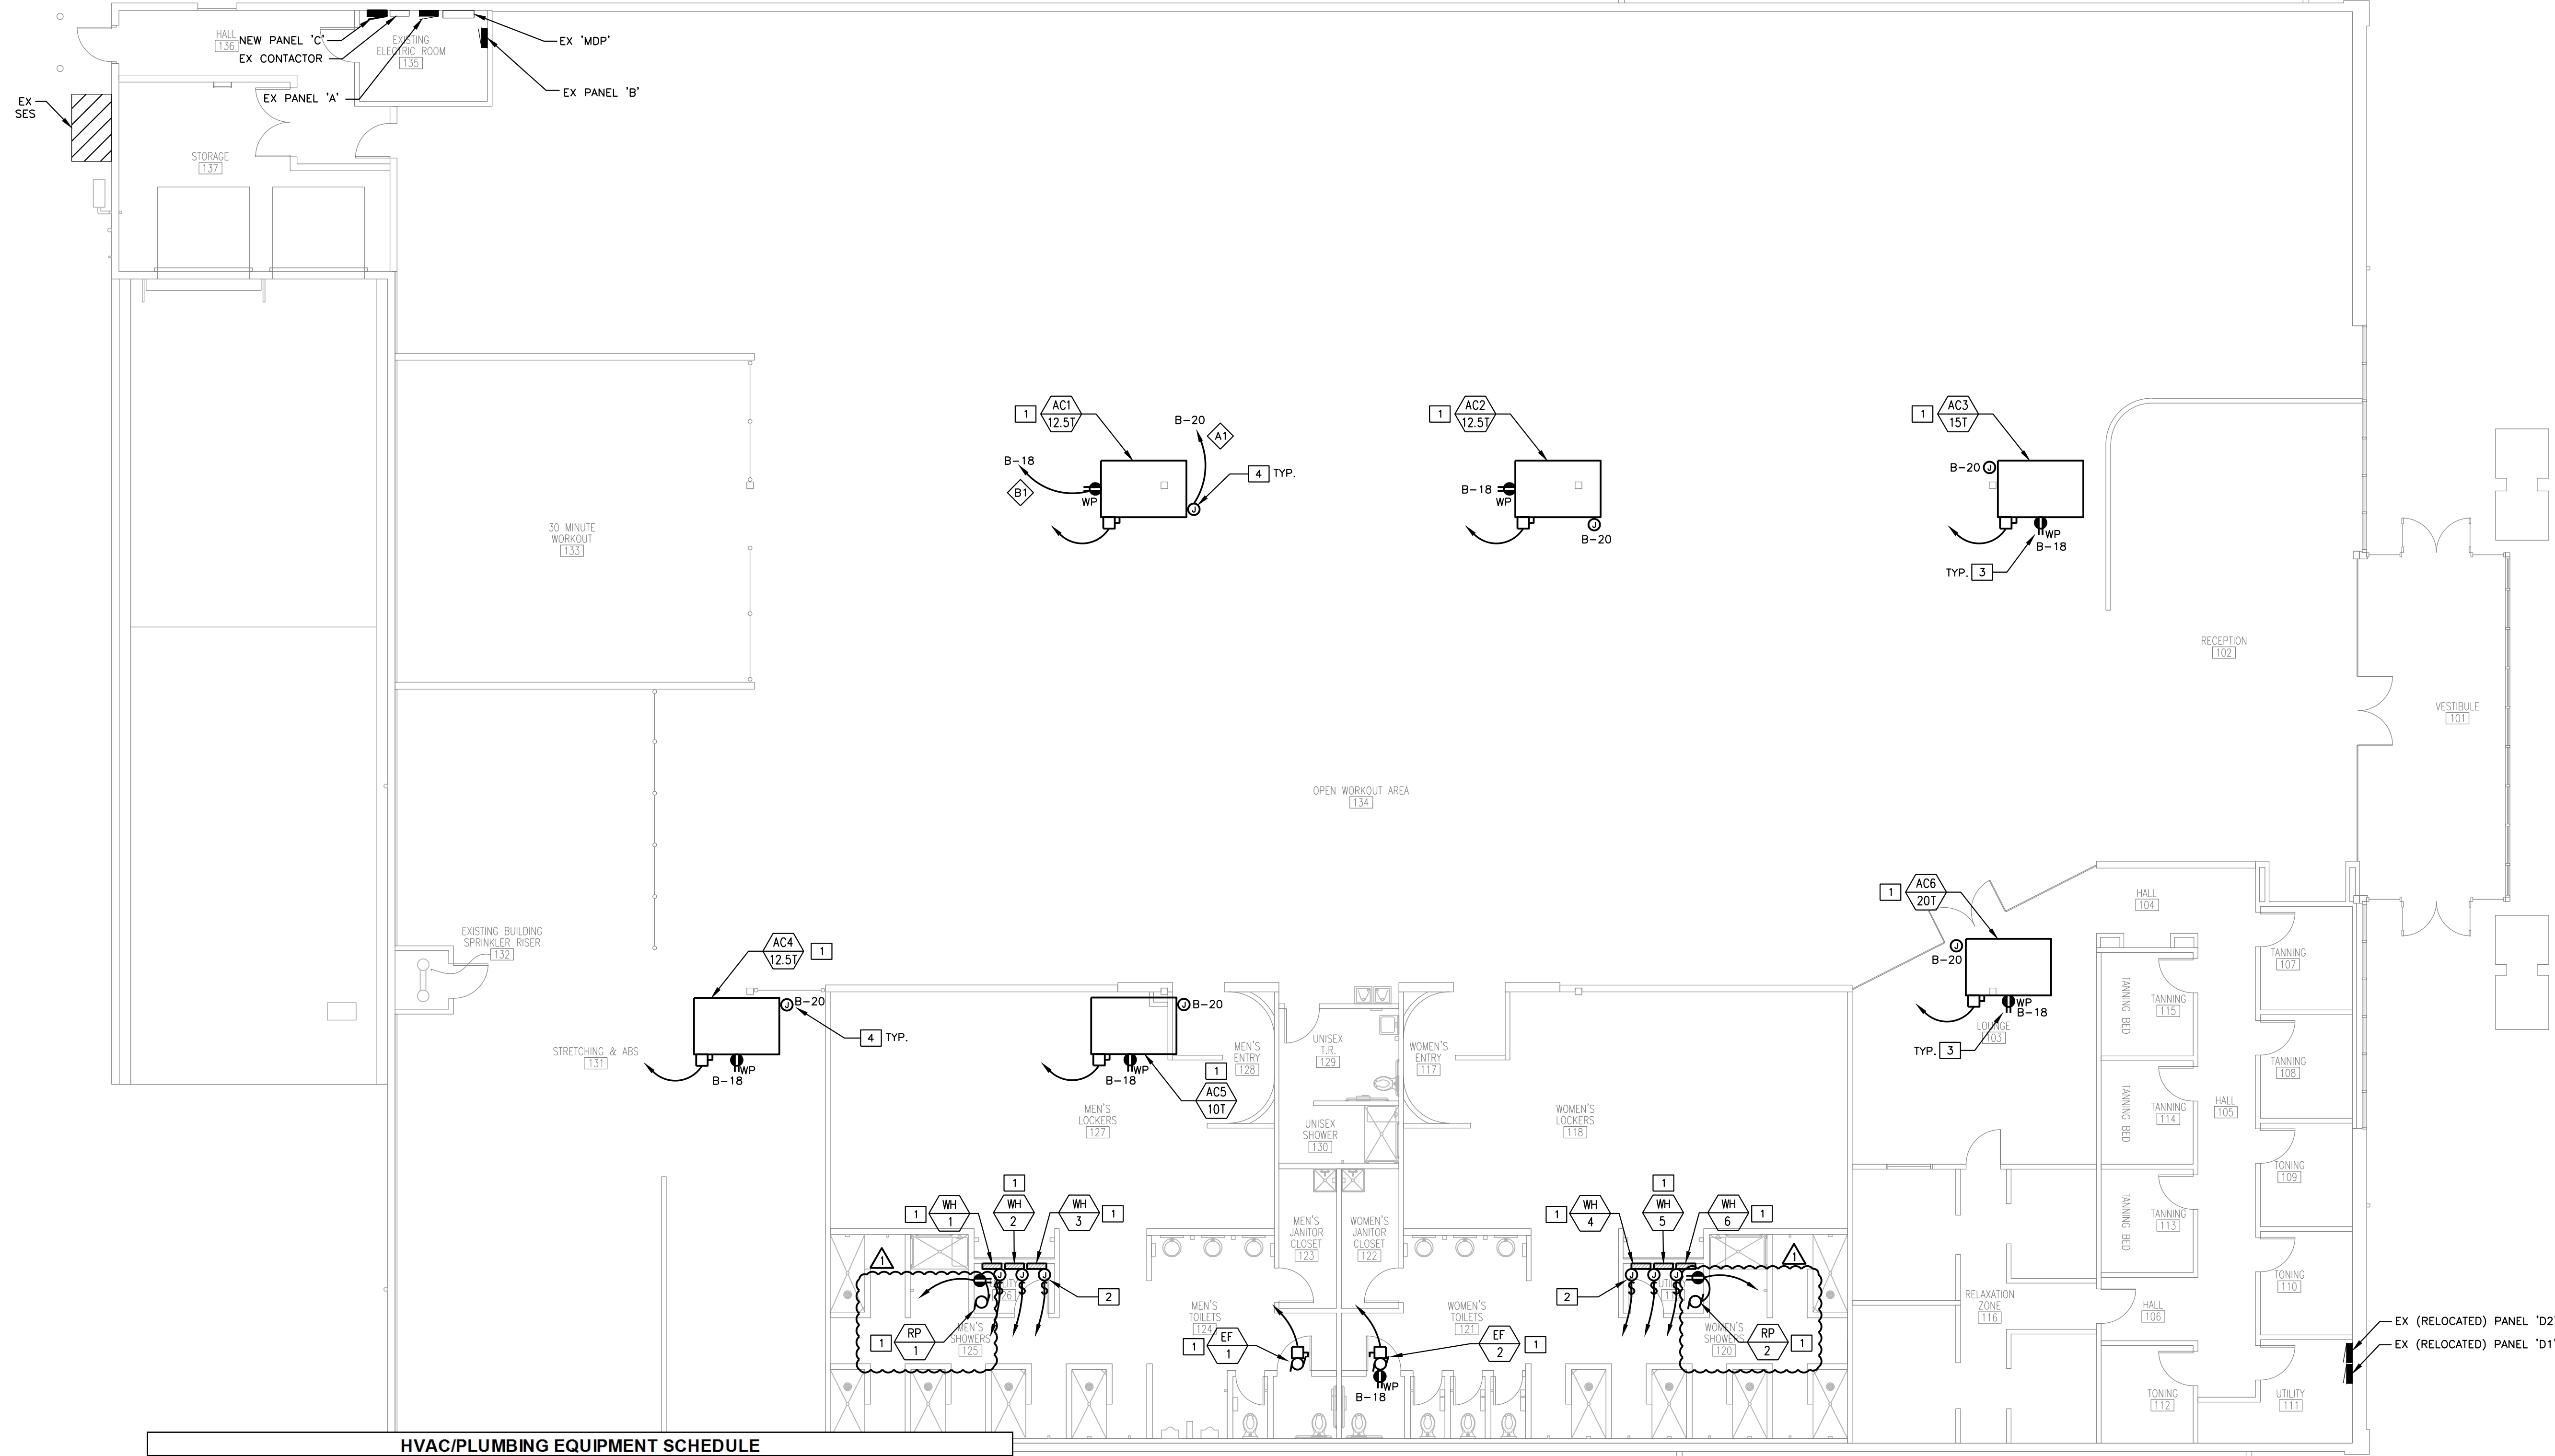 HALL
136
NEW PANEL 'C'
EX CONTACTOR
EX PANEL 'A'
EXISTING
ELECTRIC ROOM
135
EX 'MDP'
EX PANEL 'B'
EX
SES
STORAGE
137
30 MINUTE
WORKOUT
133
1
AC1
12.5T
B-20
A1
B-18
B1
WP
4 TYP.
J
1
AC2
12.5T
B-18
WP
J
B-20
1
AC3
15T
B-20 J
WP
B-18
TYP. 3
RECEPTION
102
VESTIBULE
101
OPEN WORKOUT AREA
134
EXISTING BUILDING
SPRINKLER RISER
132
STRETCHING & ABS
131
AC4
12.5T
1
J B-20
4 TYP.
WP
B-18
J B-20
WP
B-18
1
AC5
10T
MEN'S
ENTRY
128
UNISEX
T.R.
129
WOMEN'S
ENTRY
117
MEN'S
LOCKERS
127
UNISEX
SHOWER
130
WOMEN'S
LOCKERS
118
1
AC6
20T
J
B-20
WP
B-18
LOUNGE
103
TYP. 3
HALL
104
TANNING
107
TANNING BED
TANNING
115
TANNING
108
TANNING BED
TANNING
114
HALL
105
TONING
109
TANNING BED
TANNING
113
TONING
110
1
WH
1
1
WH
2
WH
3
1
1
J
J
J
2
RP
1
1
MEN'S
SHOWERS
125
MEN'S
JANITOR
CLOSET
123
WOMEN'S
JANITOR
CLOSET
122
MEN'S
TOILETS
124
1
EF
1
WOMEN'S
TOILETS
121
EF
2
1
WP
B-18
1
WH
4
1
WH
5
WH
6
1
1
J
J
J
2
WOMEN'S
SHOWERS
120
RP
2
1
RELAXATION
ZONE
116
HALL
106
TONING
112
UTILITY
111
EX (RELOCATED) PANEL 'D2'
EX (RELOCATED) PANEL 'D1'
HVAC/PLUMBING EQUIPMENT SCHEDULE